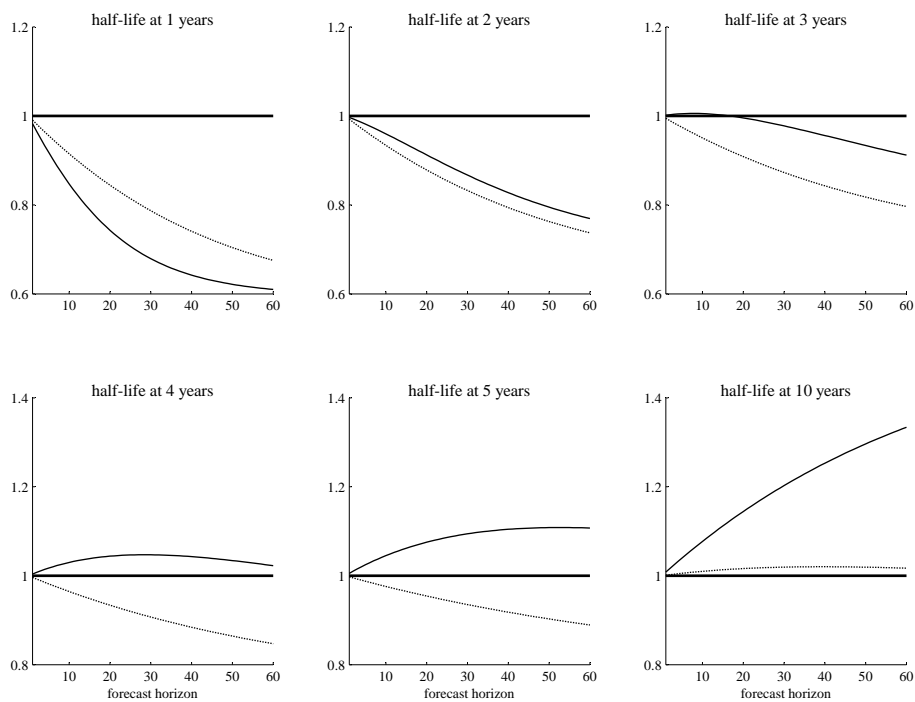 half-life at 1 years
1.2
1
0.8
0.6
10 20 30 40 50 60
half-life at 2 years
1.2
1
0.8
0.6
10 20 30 40 50 60
half-life at 3 years
1.2
1
0.8
0.6
10 20 30 40 50 60
half-life at 4 years
1.4
1.2
1
0.8
10 20 30 40 50 60
forecast horizon
half-life at 5 years
1.4
1.2
1
0.8
10 20 30 40 50 60
forecast horizon
half-life at 10 years
1.4
1.2
1
0.8
10 20 30 40 50 60
forecast horizon